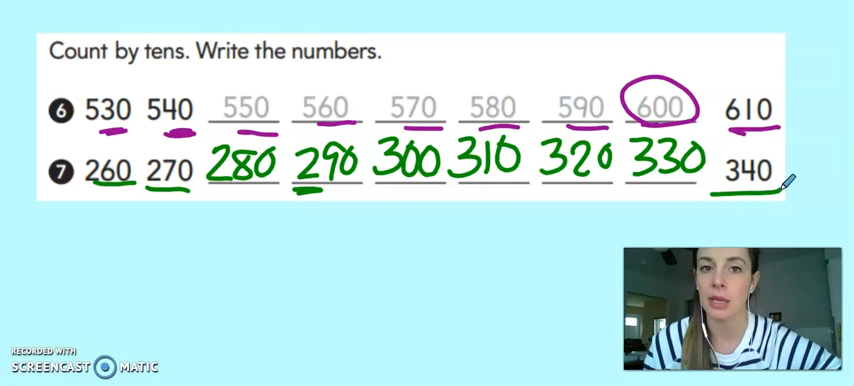 Count by tens. Write the numbers.
6 530 540 550 560 570 580 590 600 610
7 260 270 280 290 300 310 320 330 340
RECORDED WITH
SCREENCAST MATIC